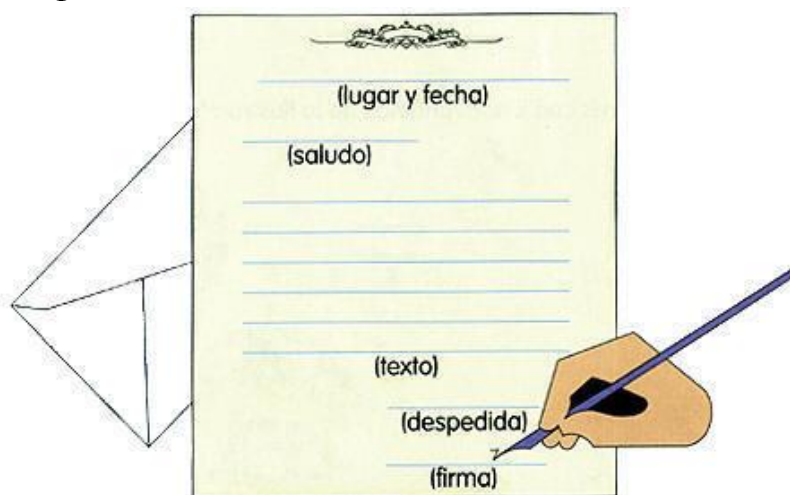 (lugar y fecha)
(saludo)
(texto)
(despedida)
(firma)